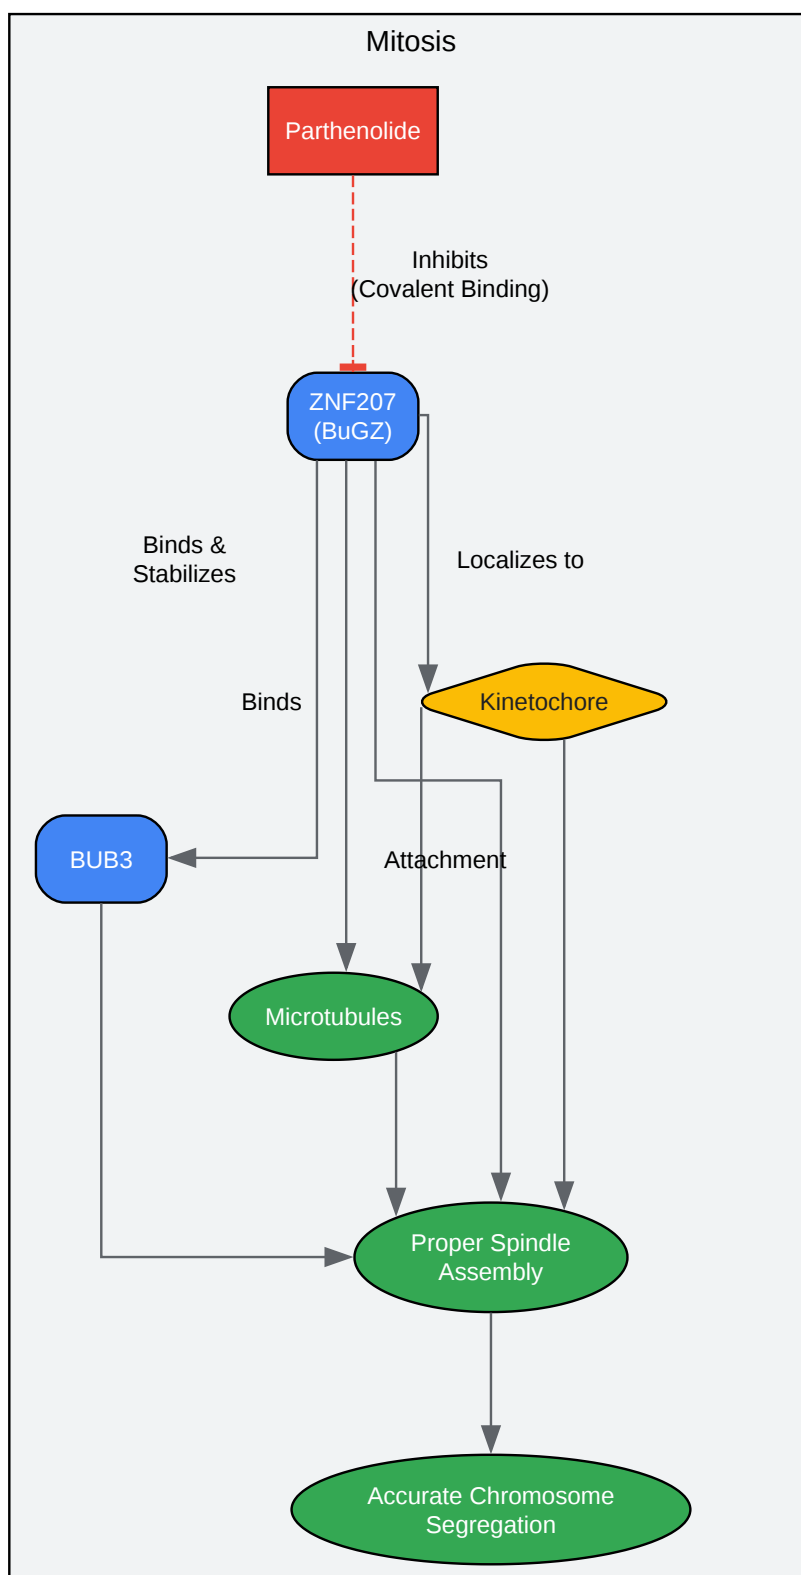 Mitosis
Parthenolide
Inhibits
(Covalent Binding)
ZNF207
(BuGZ)
Binds &
Stabilizes
Localizes to
Binds
Kinetochore
BUB3
Attachment
Microtubules
Proper Spindle
Assembly
Accurate Chromosome
Segregation